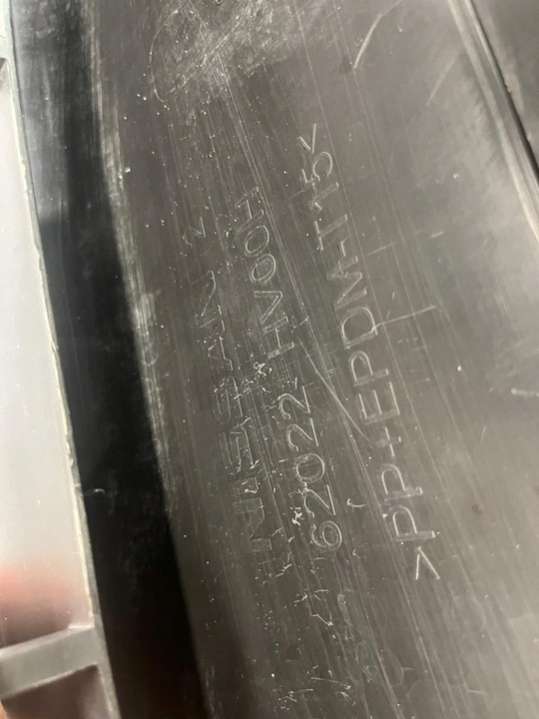 NISSAN
62022 HV00H
>PP+EPDM-T15<